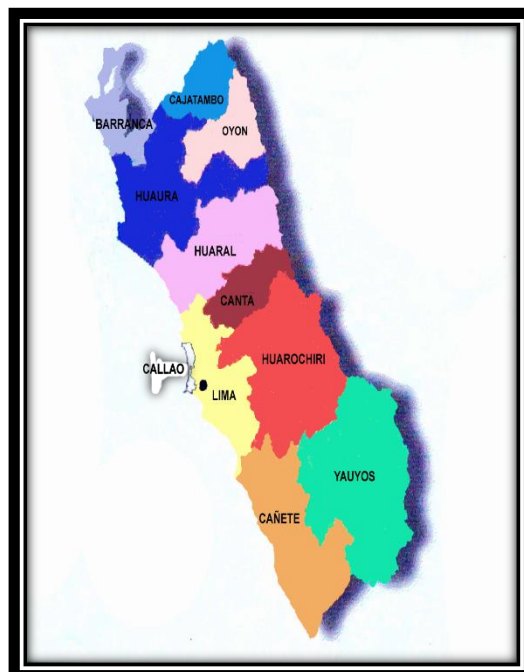 CAJATAMBO
BARRANCA
OYON
HUAURA
HUARAL
CANTA
HUAROCHIRI
CALLAO
LIMA
YAUYOS
CAÑETE